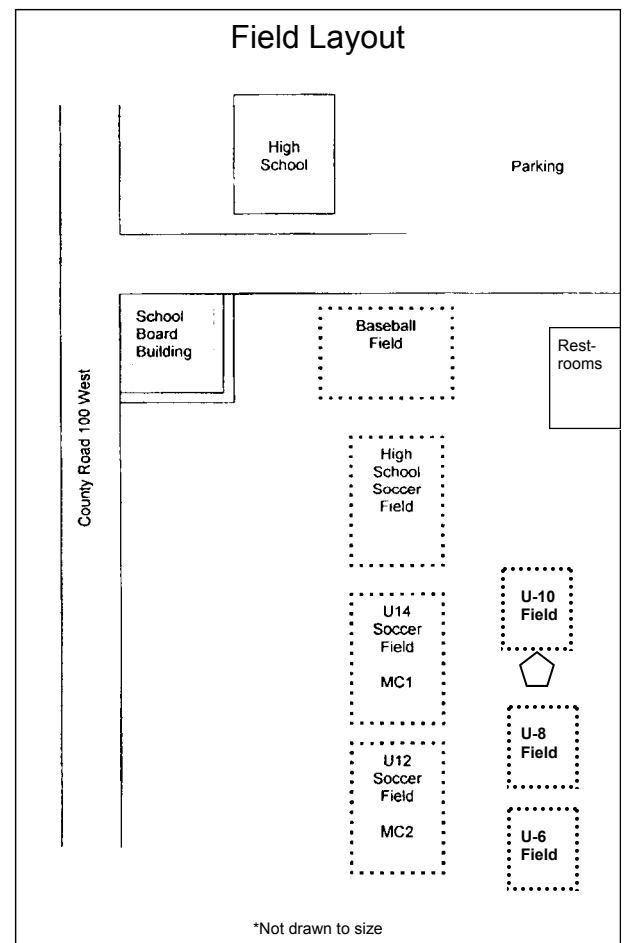 Field Layout
High
School
Parking
School
Board
Building
Baseball
Field
Rest-
rooms
County Road 100 West
High
School
Soccer
Field
U-10
Field
U14
Soccer
Field
MC1
U-8
Field
U12
Soccer
Field
MC2
U-6
Field
*Not drawn to size